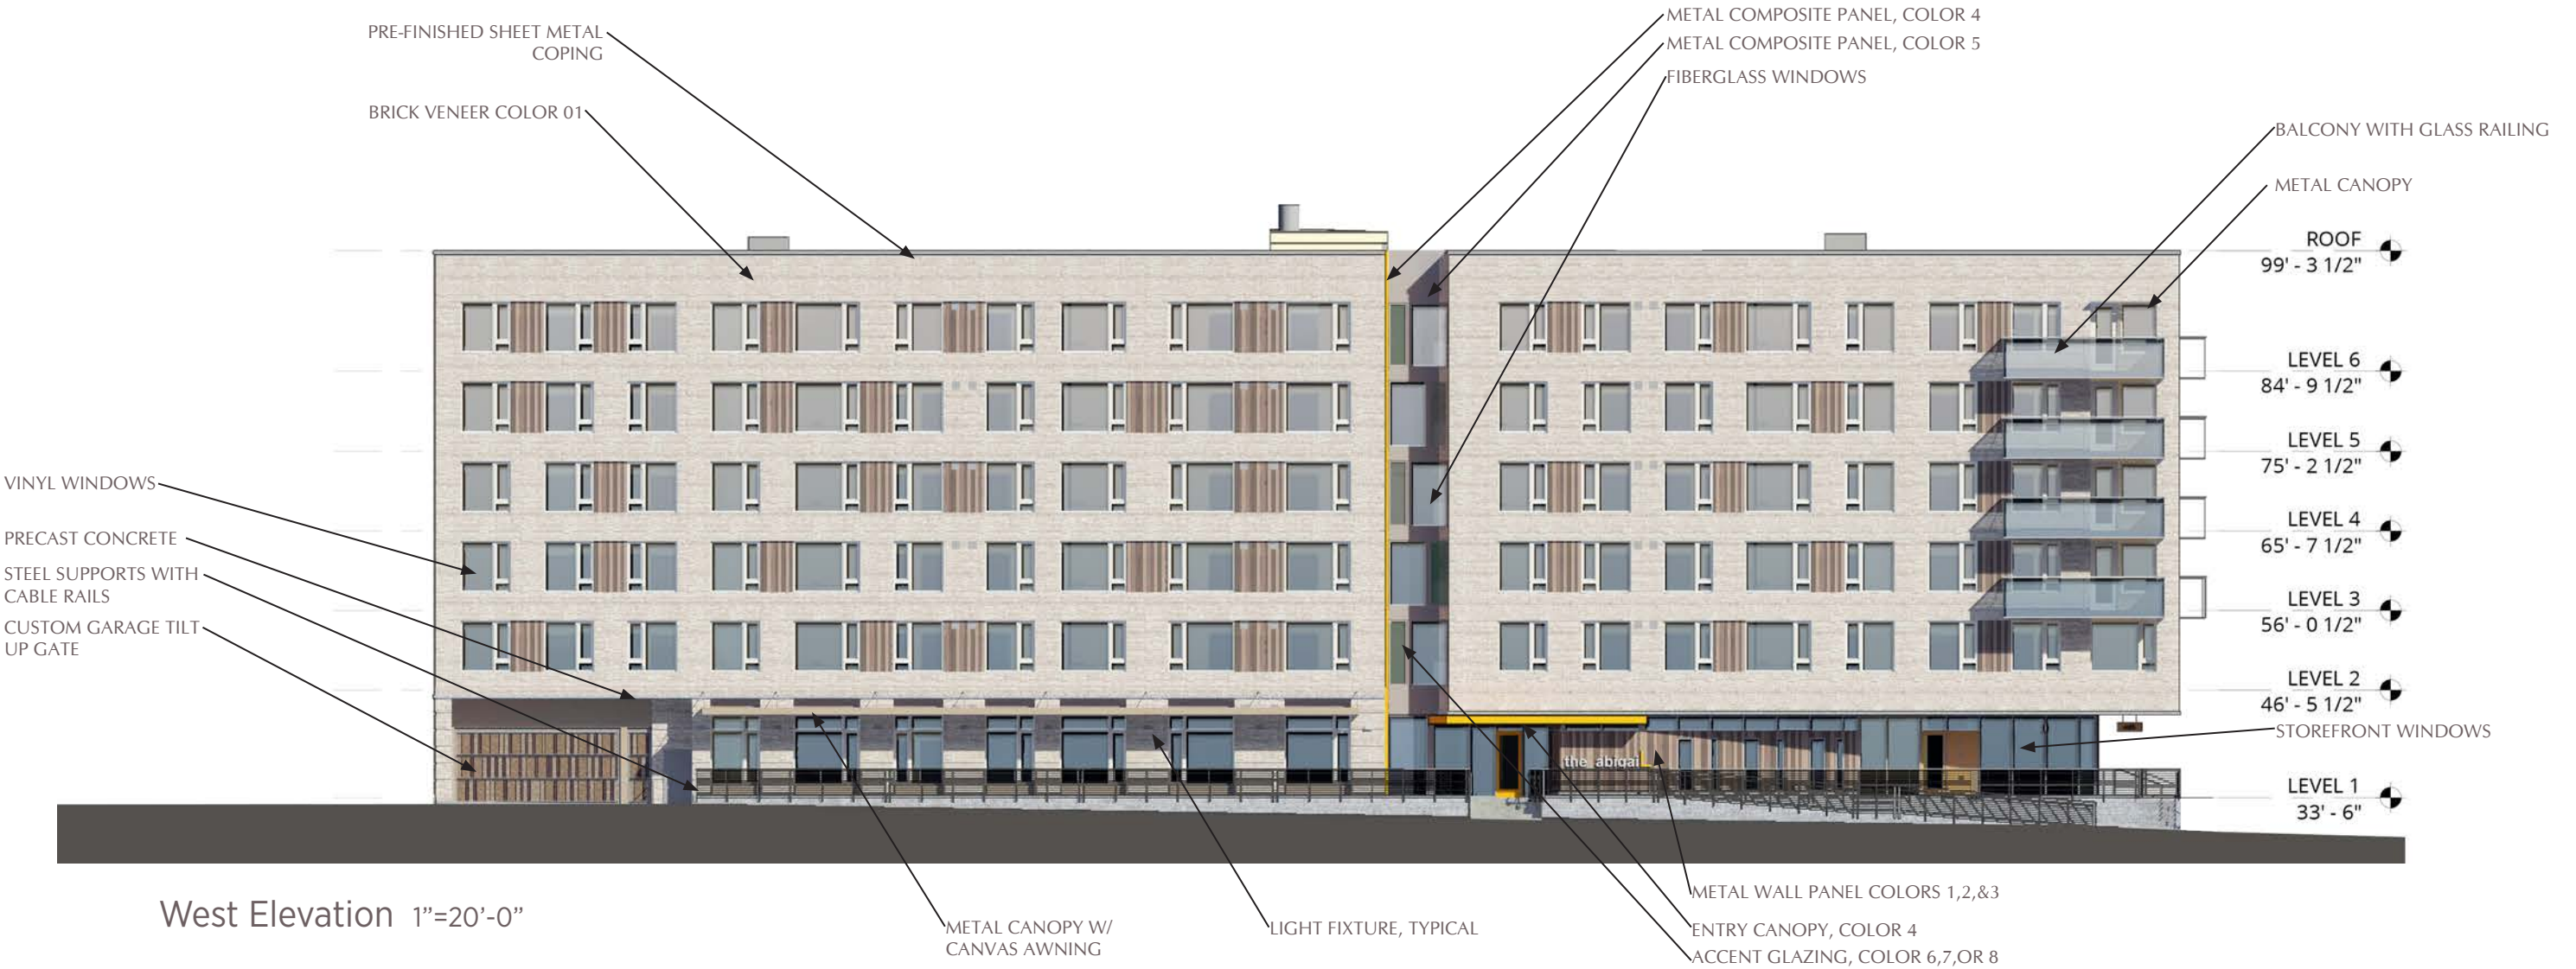 METAL COMPOSITE PANEL, COLOR 4
PRE-FINISHED SHEET METAL
COPING
METAL COMPOSITE PANEL, COLOR 5
FIBERGLASS WINDOWS
BRICK VENEER COLOR 01
BALCONY WITH GLASS RAILING
METAL CANOPY
ROOF
99' - 3 1/2"
LEVEL 6
84' - 9 1/2"
LEVEL 5
75' - 2 1/2"
VINYL WINDOWS
LEVEL 4
65' - 7 1/2"
PRECAST CONCRETE
STEEL SUPPORTS WITH
CABLE RAILS
CUSTOM GARAGE TILT
UP GATE
LEVEL 3
56' - 0 1/2"
LEVEL 2
46' - 5 1/2"
STOREFRONT WINDOWS
the abigail
LEVEL 1
33' - 6"
METAL WALL PANEL COLORS 1,2,&3
West Elevation 1”=20’-0”
METAL CANOPY W/
CANVAS AWNING
LIGHT FIXTURE, TYPICAL
ENTRY CANOPY, COLOR 4
ACCENT GLAZING, COLOR 6,7,OR 8